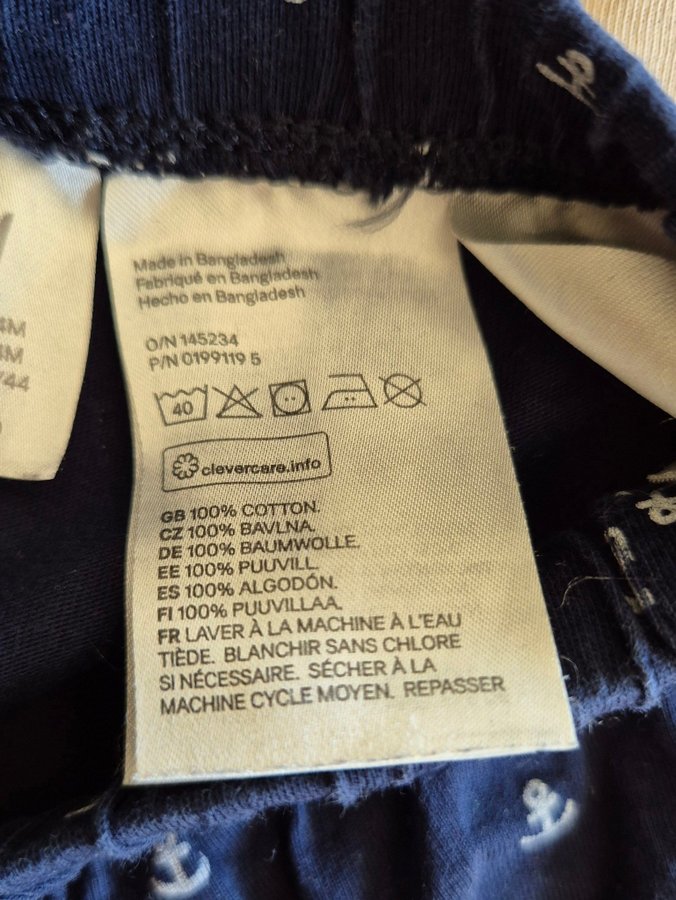 4M
/44
Made in Bangladesh
Fabriqué en Bangladesh
Hecho en Bangladesh
O/N 145234
P/N 0199119 5
40
clevercare.info
GB 100% COTTON.
CZ 100% BAVLNA.
DE 100% BAUMWOLLE.
EE 100% PUUVILL.
ES 100% ALGODÓN.
FI 100% PUUVILLAA.
FR LAVER À LA MACHINE À L'EAU
TIÈDE. BLANCHIR SANS CHLORE
SI NÉCESSAIRE. SÉCHER À LA
MACHINE CYCLE MOYEN. REPASSER